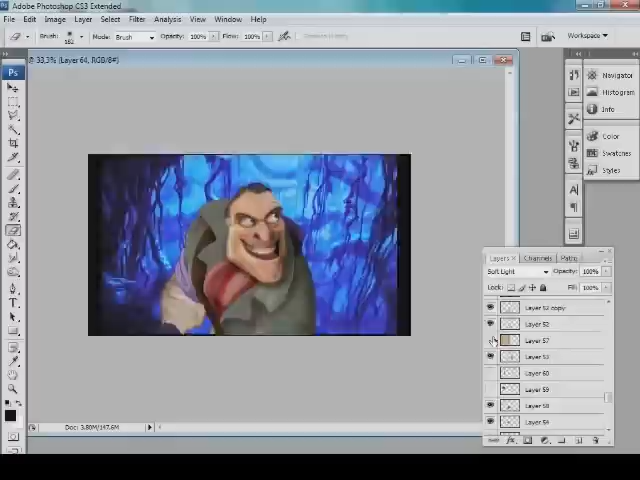 Adobe Photoshop CS3 Extended
File Edit Image Layer Select Filter Analysis View Window Help
Brush: 182 Mode: Brush Opacity: 100% Flow: 100%
Workspace
@ 33,3% (Layer 64, RGB/8#)
Ps
Navigator
Histogram
Info
Color
Swatches
Styles
Layers Channels Paths
Soft Light Opacity: 100%
Lock: Fill: 100%
Layer 52 copy
Layer 52
Layer 57
Layer 53
Layer 60
Layer 59
Layer 58
Layer 54
Doc: 3.80M/147.6M